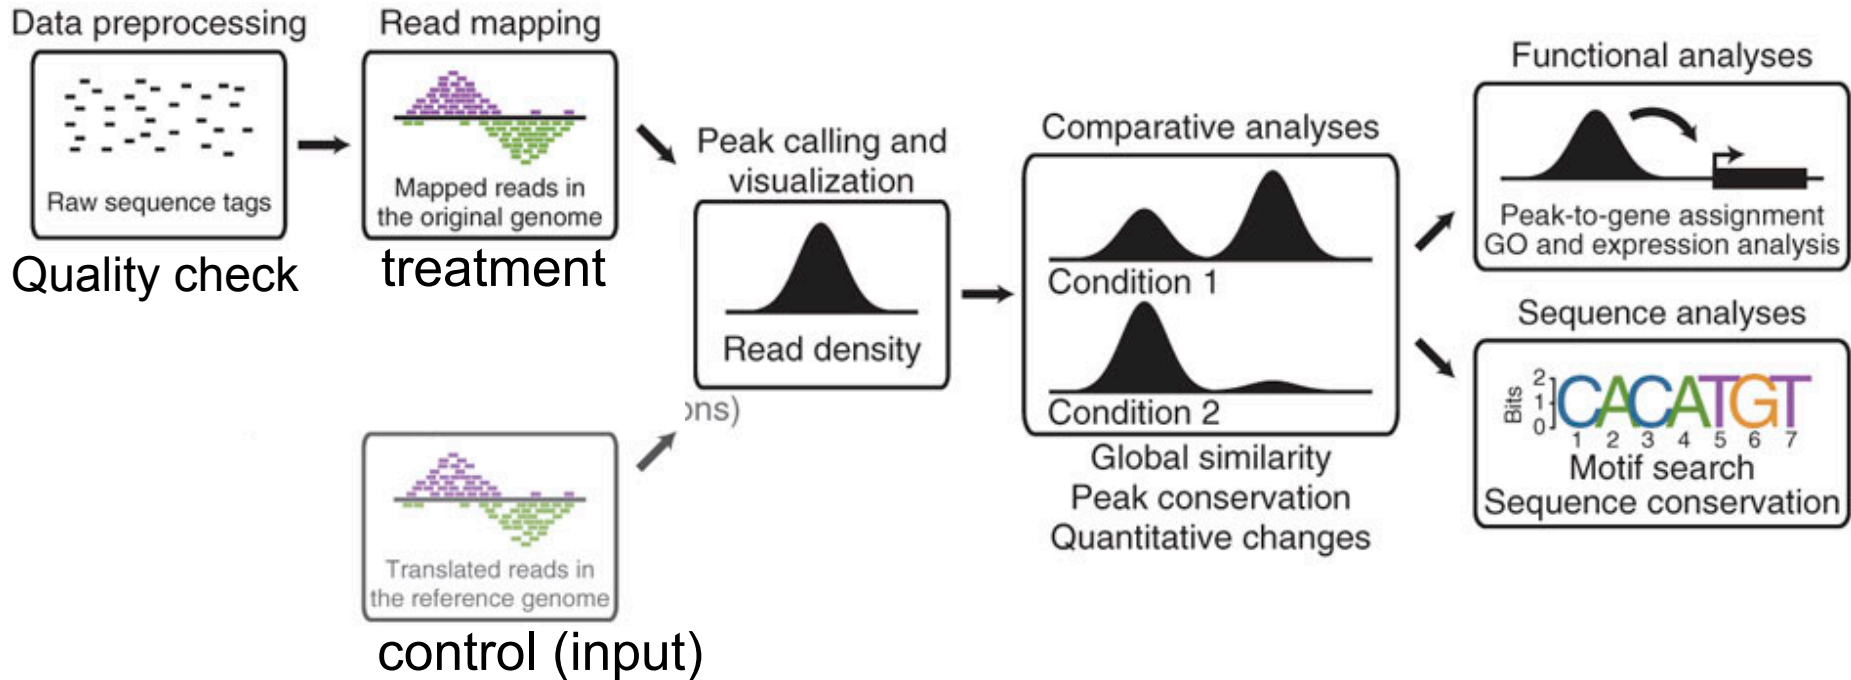 Data preprocessing
Raw sequence tags
Quality check
Read mapping
Mapped reads in
the original genome
treatment
Translated reads in
the reference genome
control (input)
Peak calling and
visualization
Read density
ons)
Comparative analyses
Condition 1
Condition 2
Global similarity
Peak conservation
Quantitative changes
Functional analyses
Peak-to-gene assignment
GO and expression analysis
Sequence analyses
Bits
2
1
0
CACATGT
1 2 3 4 5 6 7
Motif search
Sequence conservation